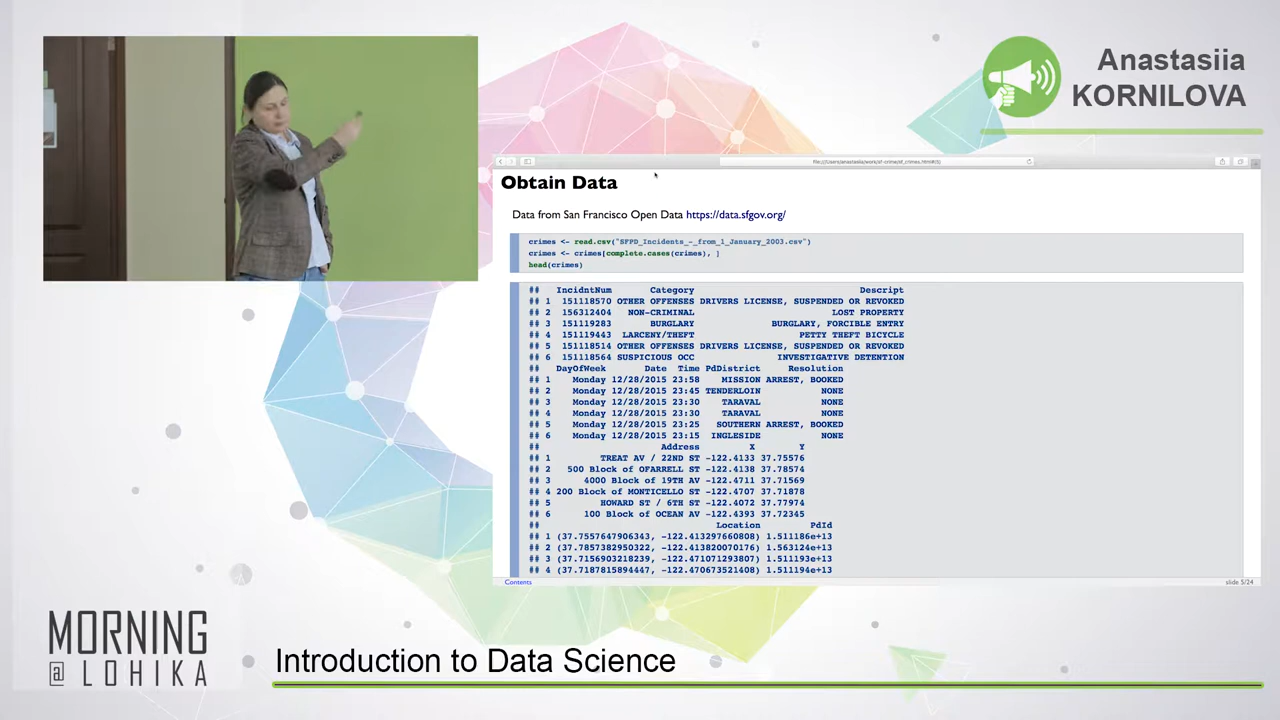 Anastasiia
KORNILOVA
file:///Users/anastasiia/work/sf-crime/sf_crimes.html#(5)
Obtain Data
Data from San Francisco Open Data https://data.sfgov.org/
crimes <- read.csv("SFPD_Incidents_-_from_1_January_2003.csv")
crimes <- crimes[complete.cases(crimes), ]
head(crimes)
## IncidntNum Category Descript
## 1 151118570 OTHER OFFENSES DRIVERS LICENSE, SUSPENDED OR REVOKED
## 2 156312404 NON-CRIMINAL LOST PROPERTY
## 3 151119283 BURGLARY BURGLARY, FORCIBLE ENTRY
## 4 151119443 LARCENY/THEFT PETTY THEFT BICYCLE
## 5 151118514 OTHER OFFENSES DRIVERS LICENSE, SUSPENDED OR REVOKED
## 6 151118564 SUSPICIOUS OCC INVESTIGATIVE DETENTION
## DayOfWeek Date Time PdDistrict Resolution
## 1 Monday 12/28/2015 23:58 MISSION ARREST, BOOKED
## 2 Monday 12/28/2015 23:45 TENDERLOIN NONE
## 3 Monday 12/28/2015 23:30 TARAVAL NONE
## 4 Monday 12/28/2015 23:30 TARAVAL NONE
## 5 Monday 12/28/2015 23:25 SOUTHERN ARREST, BOOKED
## 6 Monday 12/28/2015 23:15 INGLESIDE NONE
## Address X Y
## 1 TREAT AV / 22ND ST -122.4133 37.75576
## 2 500 Block of OFARRELL ST -122.4138 37.78574
## 3 4000 Block of 19TH AV -122.4711 37.71569
## 4 200 Block of MONTICELLO ST -122.4707 37.71878
## 5 HOWARD ST / 6TH ST -122.4072 37.77974
## 6 100 Block of OCEAN AV -122.4393 37.72345
## Location PdId
## 1 (37.7557647906343, -122.413297660808) 1.511186e+13
## 2 (37.7857382950322, -122.413820070176) 1.563124e+13
## 3 (37.7156903218239, -122.471071293807) 1.511193e+13
## 4 (37.7187815894447, -122.470673521408) 1.511194e+13
Contents
slide 5/24
MORNING
@ LOHIKA
Introduction to Data Science